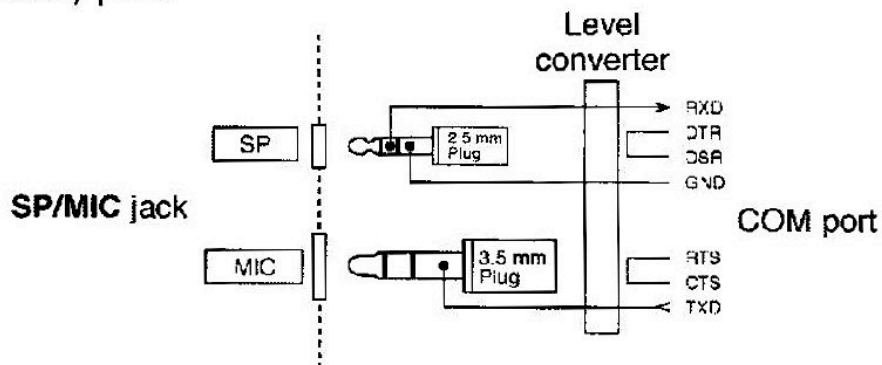 Level
converter
RXD
SP
2.5 mm
Plug
DTR
DSR
GND
SP/MIC jack
COM port
MIC
3.5 mm
Plug
RTS
CTS
TXD